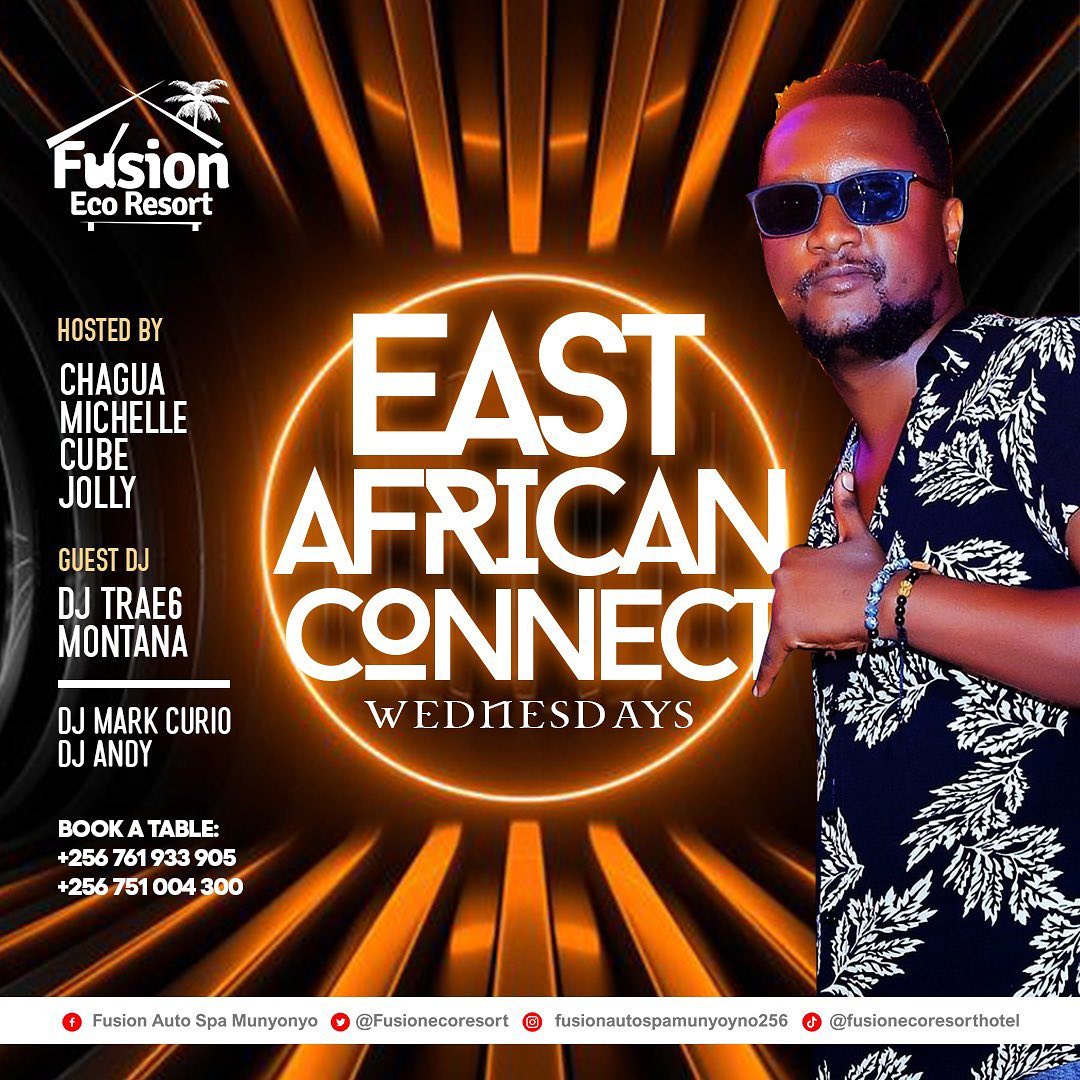 Fusion
Eco Resort
HOSTED BY
CHAGUA
MICHELLE
CUBE
JOLLY
GUEST DJ
DJ TRAE6
MONTANA
DJ MARK CURIO
DJ ANDY
BOOK A TABLE:
+256 761 933 905
+256 751 004 300
EAST
AFRICAN
CONNECT
WEDNESDAYS
Fusion Auto Spa Munyonyo @Fusionecoresort fusionautospamunyoyno256 @fusionecoresorthotel